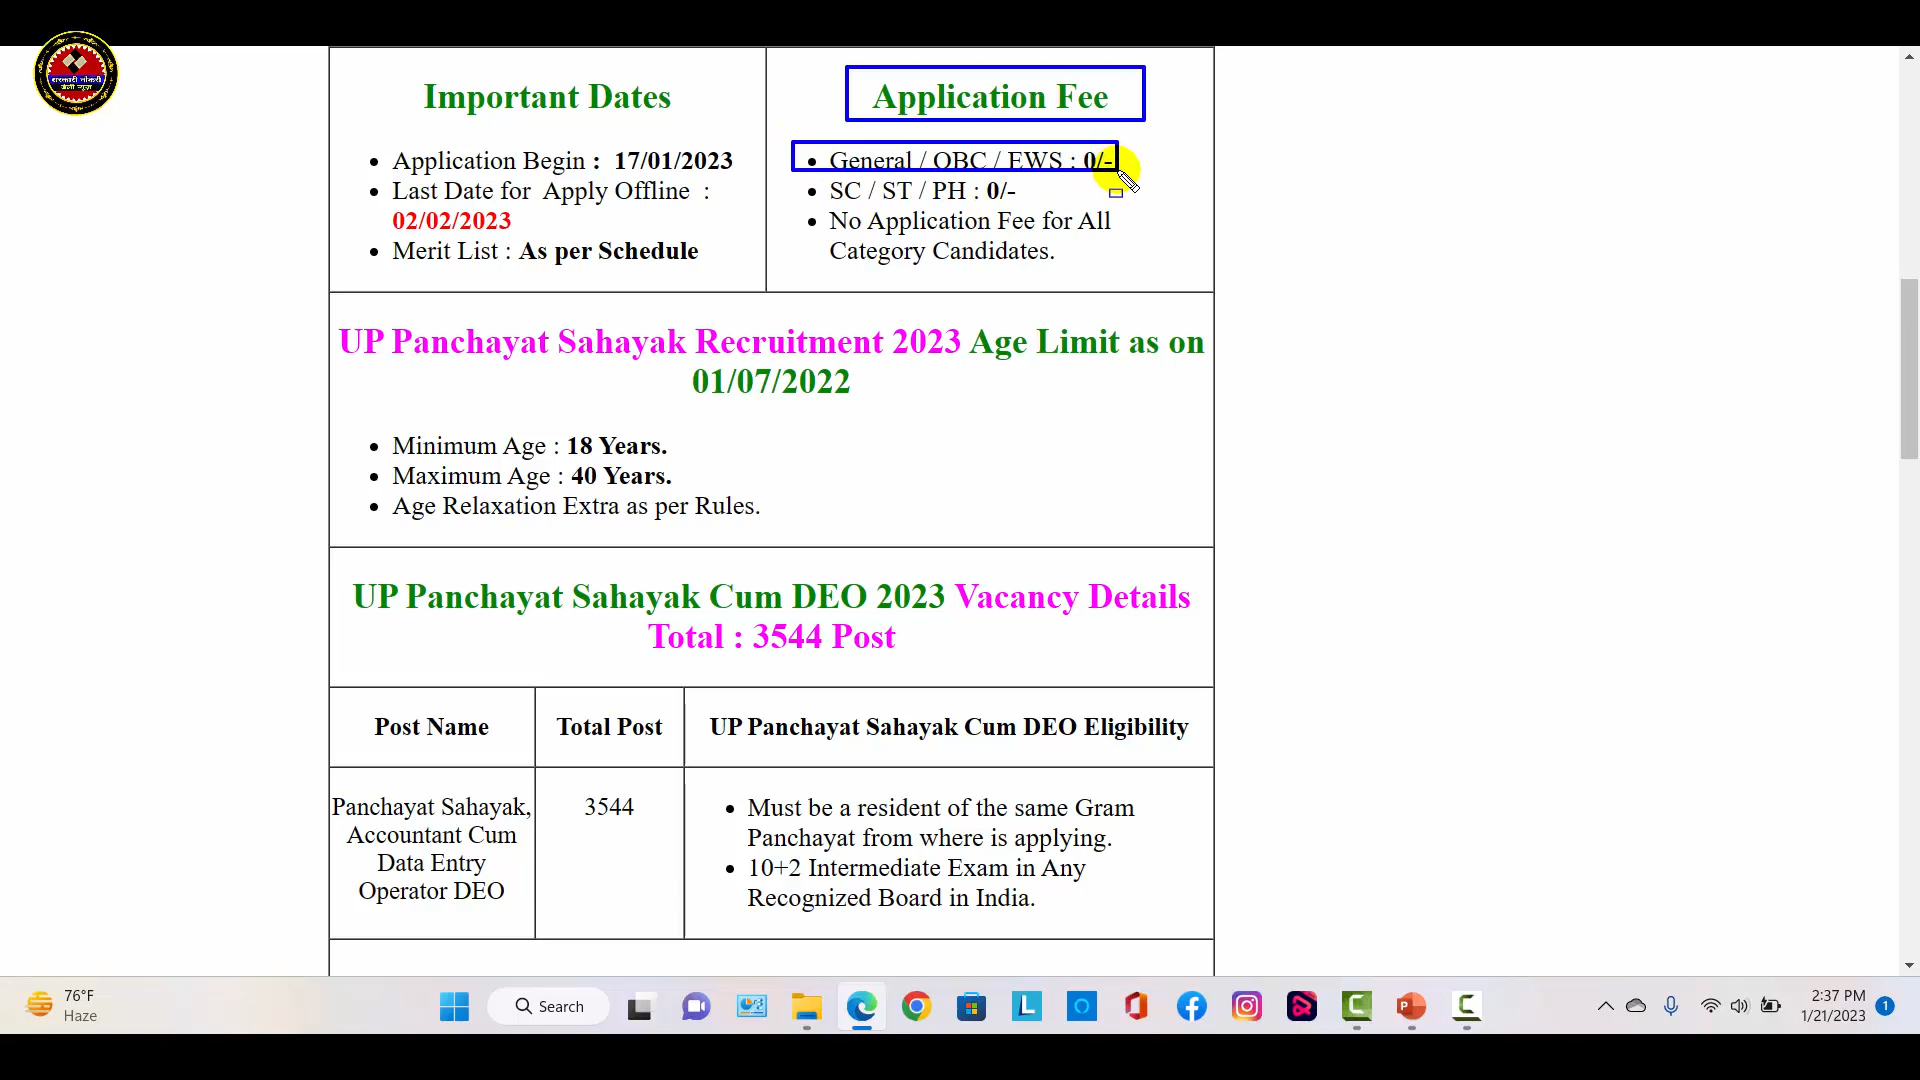 सरकारी नौकरी
जंली न्यूज़
Important Dates
Application Begin : 17/01/2023
Last Date for Apply Offline :
02/02/2023
Merit List : As per Schedule
Application Fee
General / OBC / EWS : 0/-
SC / ST / PH : 0/-
No Application Fee for All
Category Candidates.
UP Panchayat Sahayak Recruitment 2023 Age Limit as on
01/07/2022
Minimum Age : 18 Years.
Maximum Age : 40 Years.
Age Relaxation Extra as per Rules.
UP Panchayat Sahayak Cum DEO 2023 Vacancy Details
Total : 3544 Post
Post Name
Total Post
UP Panchayat Sahayak Cum DEO Eligibility
Panchayat Sahayak,
Accountant Cum
Data Entry
Operator DEO
3544
Must be a resident of the same Gram
Panchayat from where is applying.
10+2 Intermediate Exam in Any
Recognized Board in India.
76°F
Haze
Search
2:37 PM
1/21/2023
1